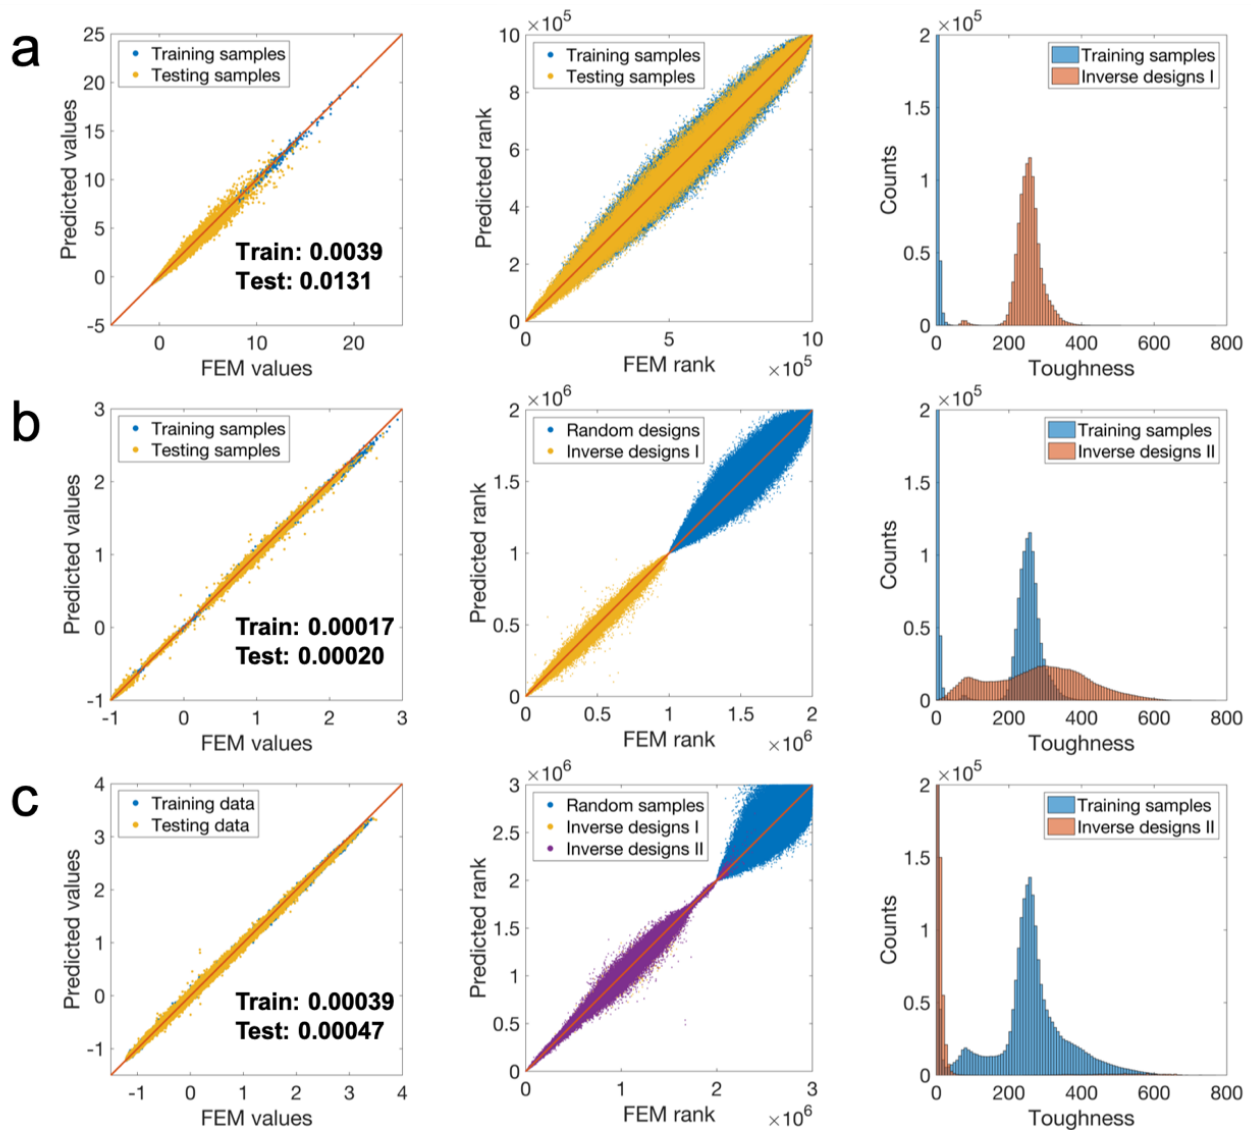 a
25
20
15
10
5
0
-5
0
10
20
Predicted values
FEM values
Training samples
Testing samples
Train: 0.0039
Test: 0.0131
×10⁵
10
8
6
4
2
0
0
5
10
×10⁵
Predicted rank
FEM rank
Training samples
Testing samples
×10⁵
2
1.5
1
0.5
0
0
200
400
600
800
Counts
Toughness
Training samples
Inverse designs I
b
3
2
1
0
-1
-1
0
1
2
3
Predicted values
FEM values
Training samples
Testing samples
Train: 0.00017
Test: 0.00020
×10⁶
2
1.5
1
0.5
0
0
0.5
1
1.5
2
×10⁶
Predicted rank
FEM rank
Random designs
Inverse designs I
×10⁵
2
1.5
1
0.5
0
0
200
400
600
800
Counts
Toughness
Training samples
Inverse designs II
c
4
3
2
1
0
-1
-1
0
1
2
3
4
Predicted values
FEM values
Training data
Testing data
Train: 0.00039
Test: 0.00047
×10⁶
3
2.5
2
1.5
1
0.5
0
0
1
2
3
×10⁶
Predicted rank
FEM rank
Random samples
Inverse designs I
Inverse designs II
×10⁵
2
1.5
1
0.5
0
0
200
400
600
800
Counts
Toughness
Training samples
Inverse designs II